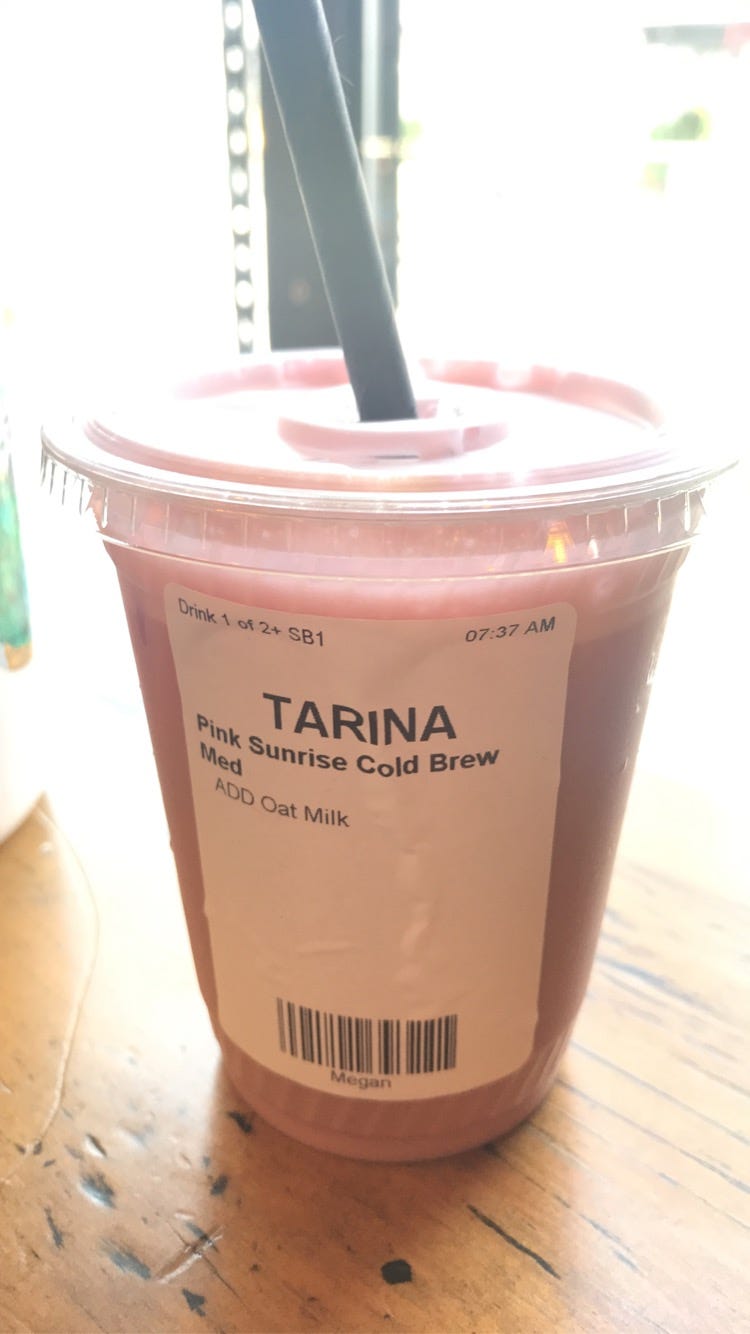 Drink 1 of 2+ SB1 07:37 AM
TARINA
Pink Sunrise Cold Brew
Med
ADD Oat Milk
Megan